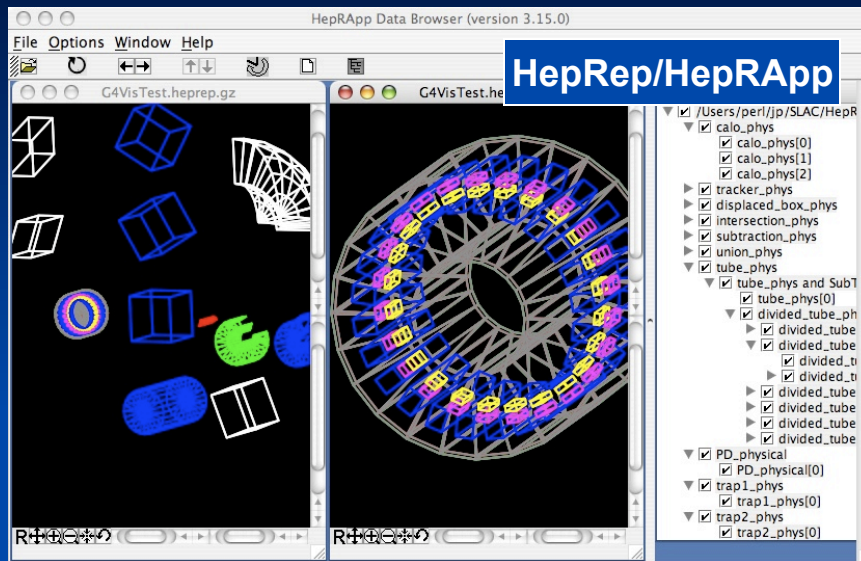 HepRApp Data Browser (version 3.15.0)
File Options Window Help
HepRep/HepRApp
G4VisTest.heprep.gz
G4VisTest.he
/Users/perl/jp/SLAC/HepR
calo_phys
calo_phys[0]
calo_phys[1]
calo_phys[2]
tracker_phys
displaced_box_phys
intersection_phys
subtraction_phys
union_phys
tube_phys
tube_phys and SubT
tube_phys[0]
divided_tube_ph
divided_tube
divided_tube
divided_tu
divided_tu
divided_tube
divided_tube
divided_tube
divided_tube
PD_physical
PD_physical[0]
trap1_phys
trap1_phys[0]
trap2_phys
trap2_phys[0]
R
R